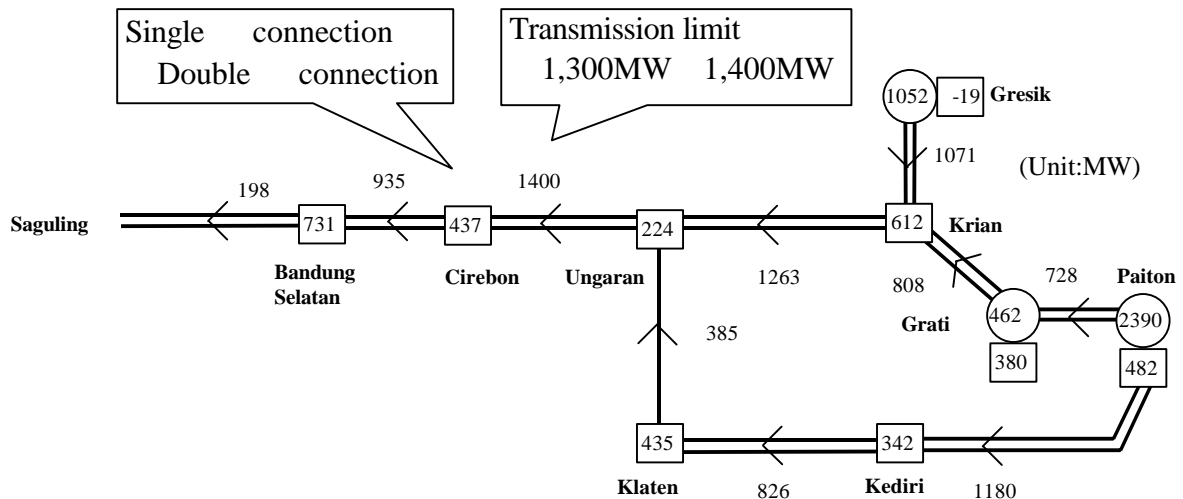 Single connection
Double connection
Transmission limit
1,300MW 1,400MW
1052
-19
Gresik
1071
(Unit:MW)
198
935
1400
Saguling
731
437
224
612
Krian
Bandung
Selatan
Cirebon
Ungaran
1263
808
728
Paiton
Grati
462
2390
380
482
385
435
342
Klaten
826
Kediri
1180